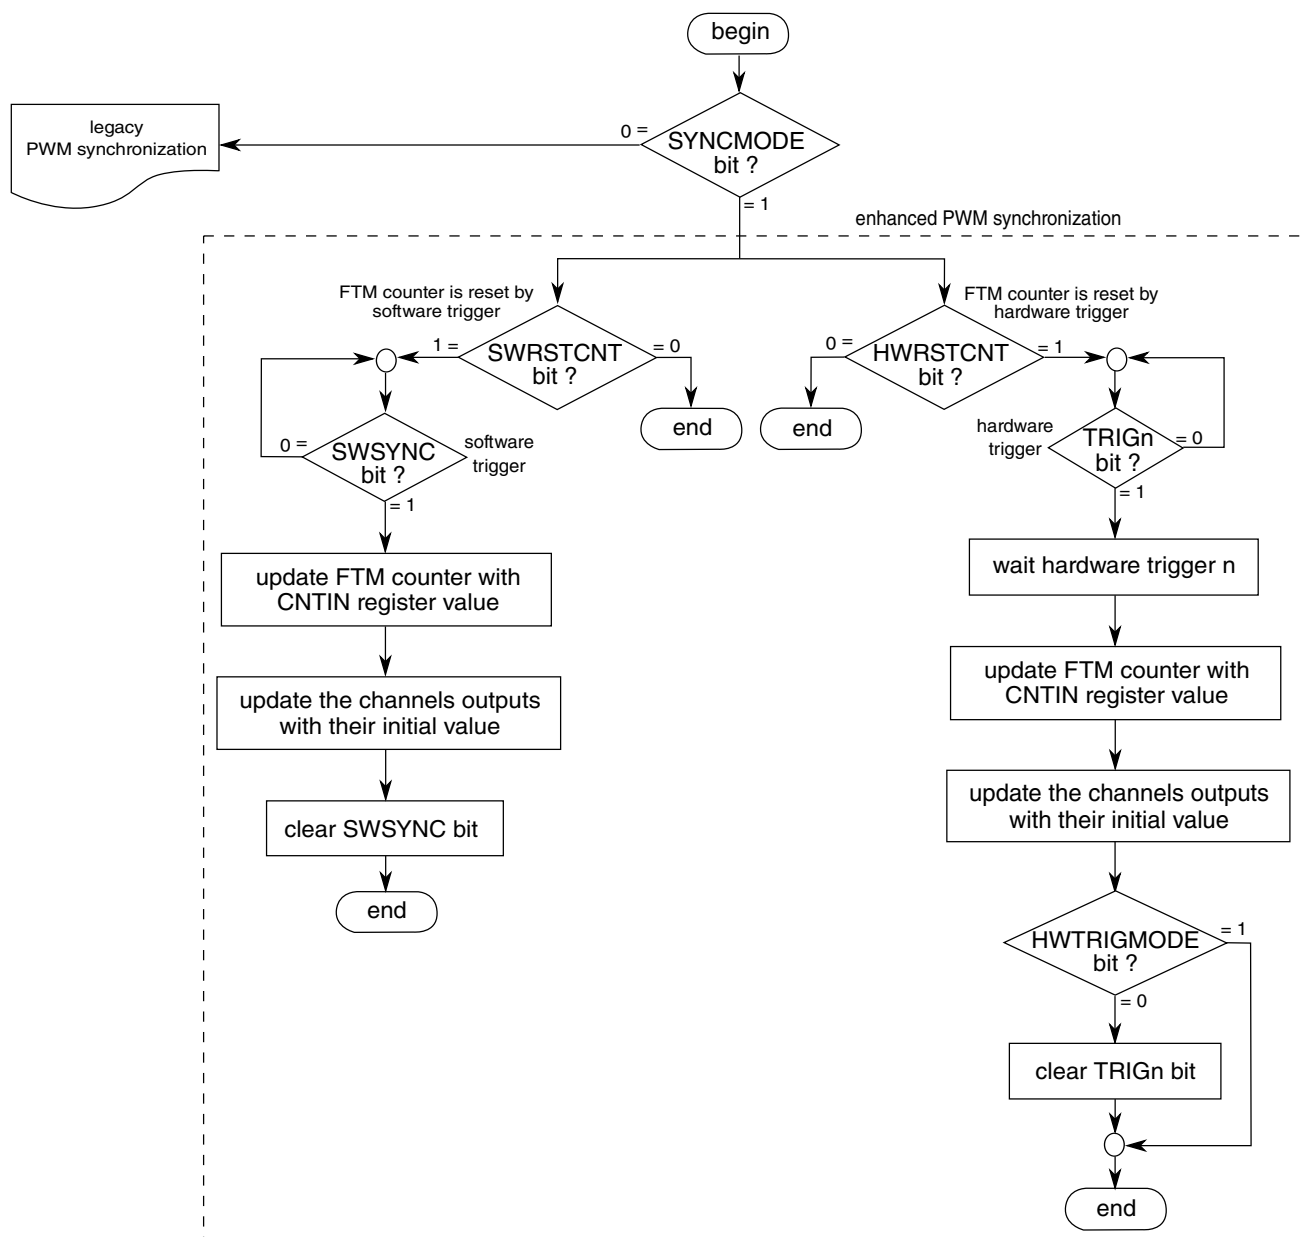 begin
legacy
PWM synchronization
0 =
SYNCMODE
bit ?
= 1
enhanced PWM synchronization
FTM counter is reset by
software trigger
FTM counter is reset by
hardware trigger
1 =
SWRSTCNT
bit ?
= 0
0 =
HWRSTCNT
bit ?
= 1
end
end
0 =
SWSYNC
bit ?
software
trigger
= 1
hardware
trigger
TRIGn
bit ?
= 0
= 1
update FTM counter with
CNTIN register value
wait hardware trigger n
update the channels outputs
with their initial value
update FTM counter with
CNTIN register value
clear SWSYNC bit
update the channels outputs
with their initial value
end
HWTRIGMODE
bit ?
= 1
= 0
clear TRIGn bit
end